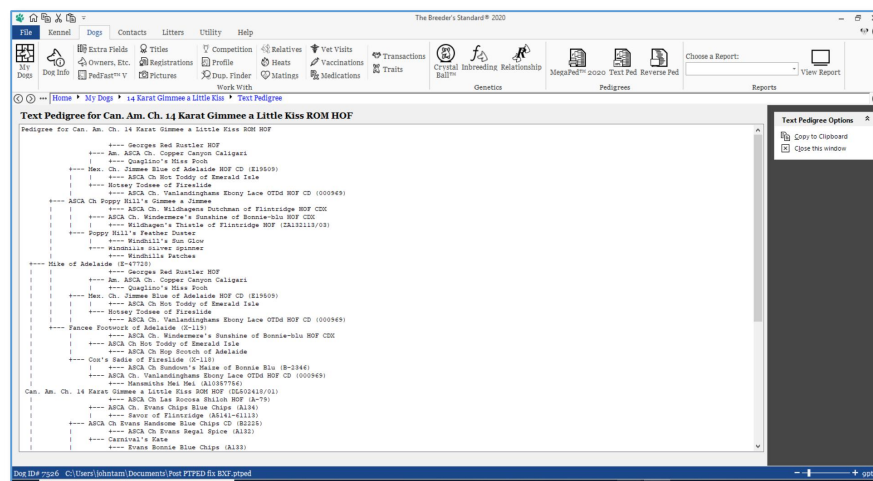 The Breeder's Standard® 2020
File Kennel Dogs Contacts Litters Utility Help
My Dogs
Dog Info
Extra Fields
Owners, Etc.
PedFast™ V
Titles
Registrations
Pictures
Competition
Profile
Dup. Finder
Relatives
Heats
Matings
Vet Visits
Vaccinations
Medications
Work With
Transactions
Traits
Crystal Ball™
Inbreeding
Relationship
Genetics
MegaPed™ 2020
Text Ped
Reverse Ped
Pedigrees
Choose a Report:
View Report
Reports
Home ▸ My Dogs ▸ 14 Karat Gimmee a Little Kiss ▸ Text Pedigree
Text Pedigree for Can. Am. Ch. 14 Karat Gimmee a Little Kiss ROM HOF
Pedigree for Can. Am. Ch. 14 Karat Gimmee a Little Kiss ROM HOF
+--- Georges Red Rustler HOF
+--- Am. ASCA Ch. Copper Canyon Caligari
| +--- Quaglino's Miss Pooh
+--- Mex. Ch. Jimmee Blue of Adelaide HOF CD (E19509)
| | +--- ASCA Ch Hot Toddy of Emerald Isle
| +--- Hotsey Todsee of Fireslide
| +--- ASCA Ch. Vanlandinghams Ebony Lace OTDd HOF CD (000969)
+--- ASCA Ch Poppy Hill's Gimmee a Jimmee
| | +--- ASCA Ch. Wildhagens Dutchman of Flintridge HOF CDX
| | +--- ASCA Ch. Windermere's Sunshine of Bonnie-blu HOF CDX
| | | +--- Wildhagen's Thistle of Flintridge HOF (ZA132113/03)
| +--- Poppy Hill's Feather Duster
| | +--- Windhill's Sun Glow
| +--- Windhills Silver Spinner
| +--- Windhills Patches
+--- Mike of Adelaide (E-47728)
| | +--- Georges Red Rustler HOF
| | +--- Am. ASCA Ch. Copper Canyon Caligari
| | | +--- Quaglino's Miss Pooh
| | +--- Mex. Ch. Jimmee Blue of Adelaide HOF CD (E19509)
| | | | +--- ASCA Ch Hot Toddy of Emerald Isle
| | | +--- Hotsey Todsee of Fireslide
| | | +--- ASCA Ch. Vanlandinghams Ebony Lace OTDd HOF CD (000969)
| +--- Fancee Footwork of Adelaide (X-119)
| | +--- ASCA Ch. Windermere's Sunshine of Bonnie-blu HOF CDX
| | +--- ASCA Ch Hot Toddy of Emerald Isle
| | | +--- ASCA Ch Hop Scotch of Adelaide
| +--- Cox's Sadie of Fireslide (X-118)
| | +--- ASCA Ch Sundown's Maize of Bonnie Blu (B-2346)
| +--- ASCA Ch. Vanlandinghams Ebony Lace OTDd HOF CD (000969)
| +--- Mansmiths Mei Mei (A10357756)
Can. Am. Ch. 14 Karat Gimmee a Little Kiss ROM HOF (DL502418/01)
| +--- ASCA Ch Las Rocosa Shiloh HOF (A-79)
| +--- ASCA Ch. Evans Chips Blue Chips (A134)
| | +--- Savor of Flintridge (A5141-61113)
| +--- ASCA Ch Evans Handsome Blue Chips CD (B2225)
| | | +--- ASCA Ch Evans Regal Spice (A132)
| | +--- Carnival's Kate
| | +--- Evans Bonnie Blue Chips (A133)
Text Pedigree Options
Copy to Clipboard
Close this window
Dog ID# 7526 C:\Users\johntam\Documents\Post PTPED fix BXF.ptped
9pt